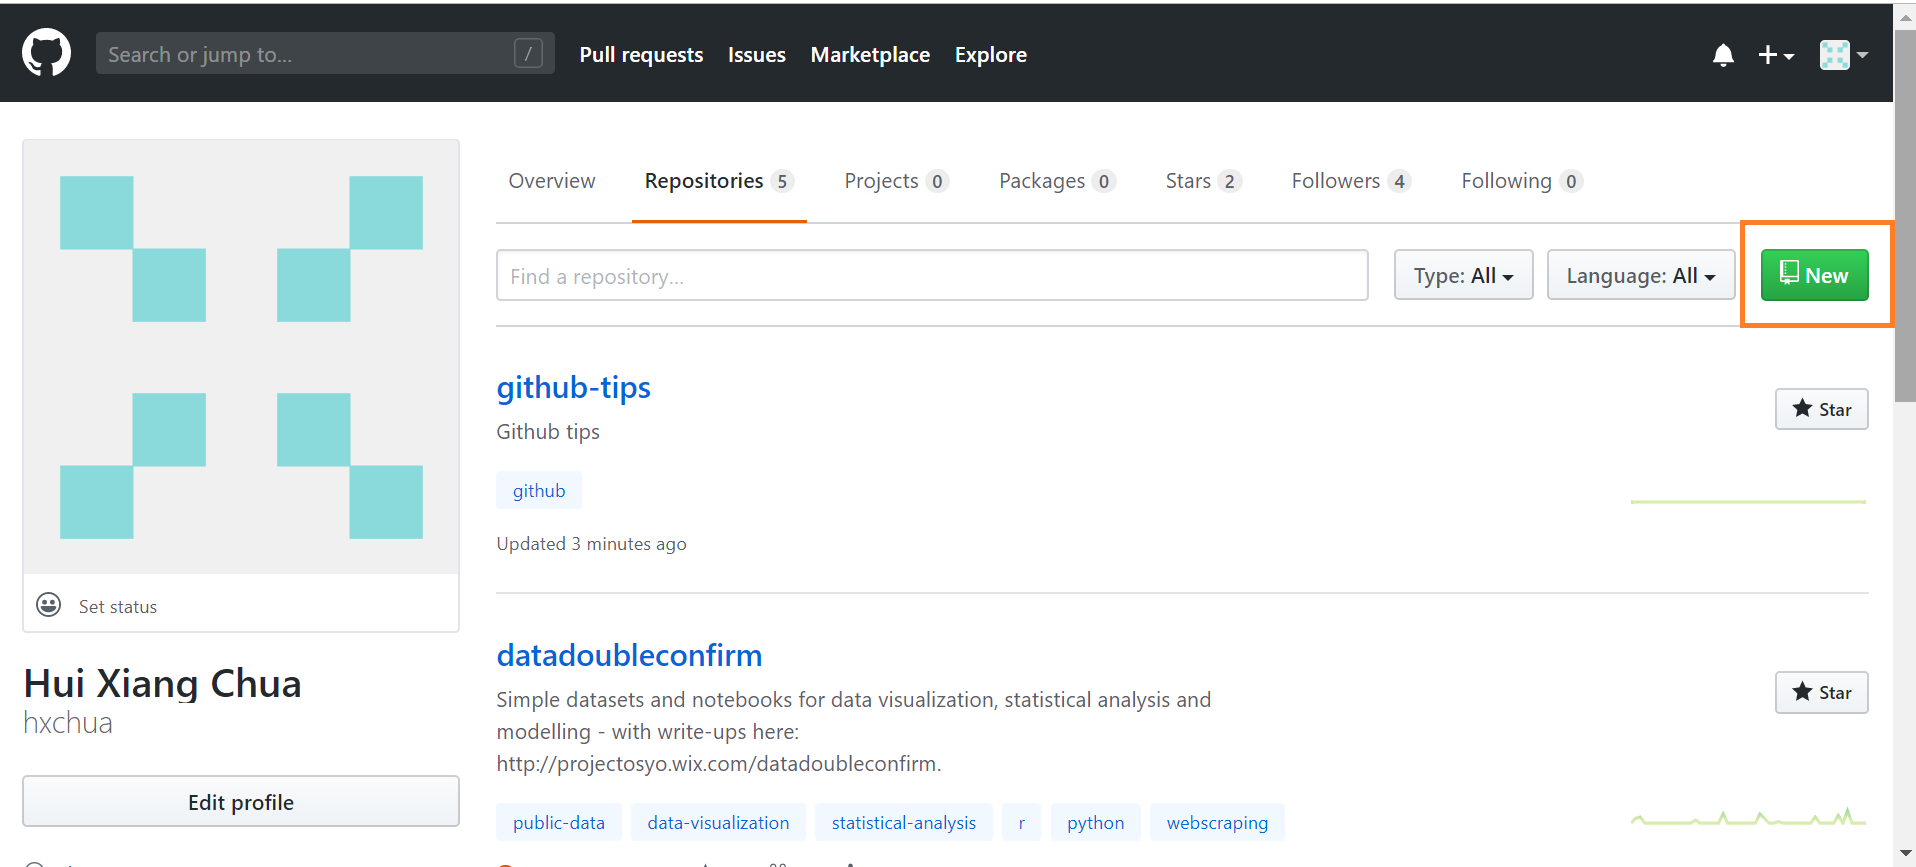 Search or jump to... /
Pull requests Issues Marketplace Explore
Overview Repositories 5 Projects 0 Packages 0 Stars 2 Followers 4 Following 0
Find a repository... Type: All Language: All New
github-tips
Star
Github tips
github
Updated 3 minutes ago
Set status
datadoubleconfirm
Hui Xiang Chua
hxchua
Star
Simple datasets and notebooks for data visualization, statistical analysis and
modelling - with write-ups here:
http://projectosyo.wix.com/datadoubleconfirm.
Edit profile
public-data data-visualization statistical-analysis r python webscraping